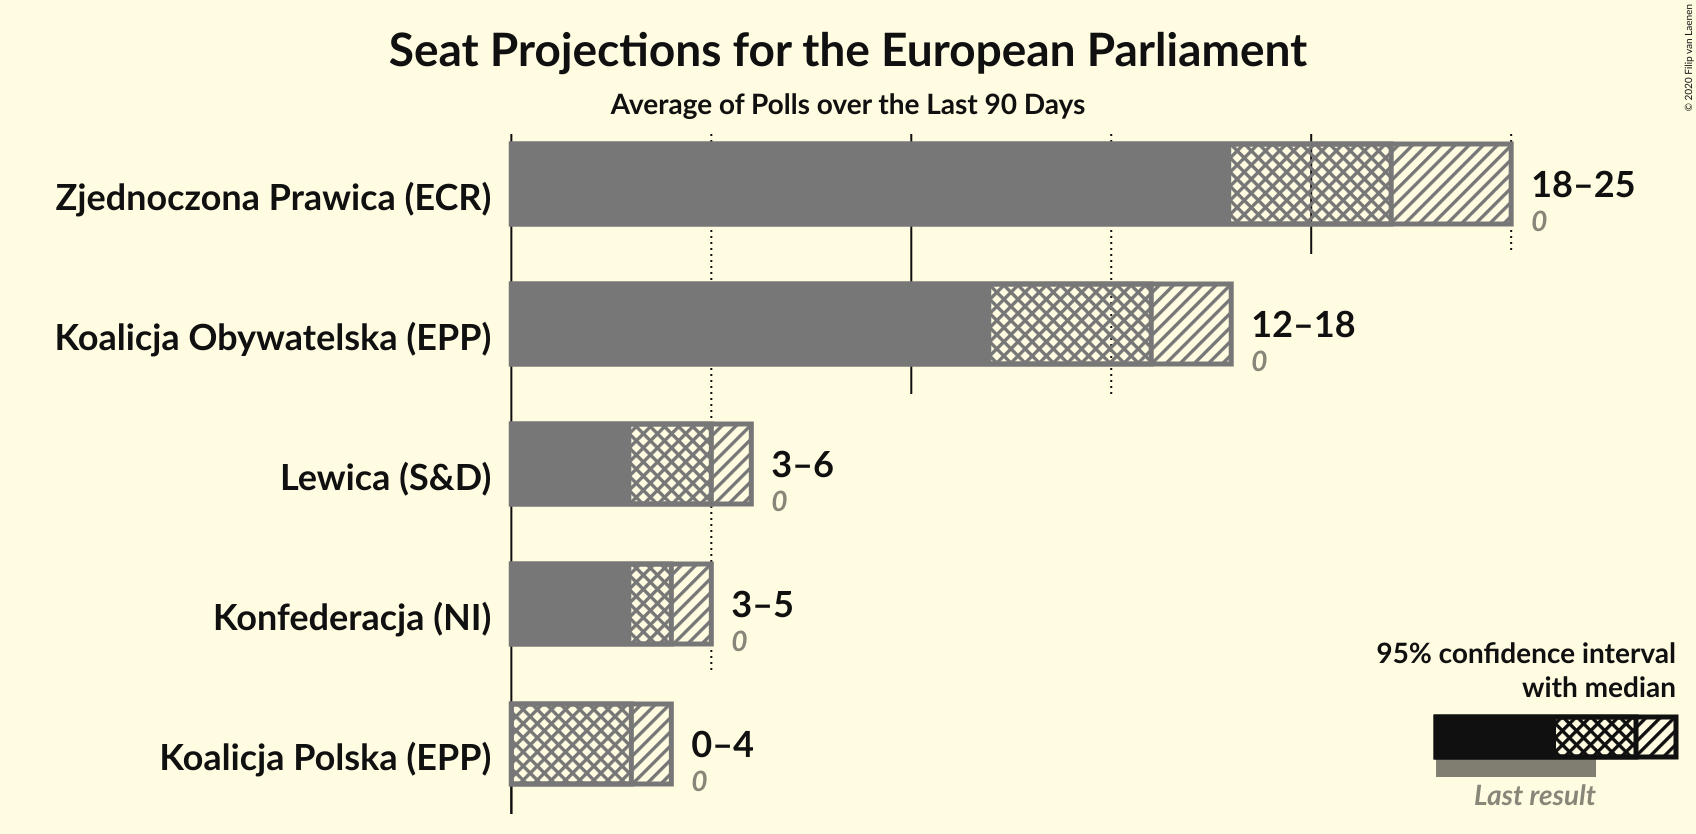 Seat Projections for the European Parliament
Average of Polls over the Last 90 Days
© 2020 Filip van Laenen
Zjednoczona Prawica (ECR)
18–25
0
Koalicja Obywatelska (EPP)
12–18
0
Lewica (S&D)
3–6
0
Konfederacja (NI)
3–5
0
Koalicja Polska (EPP)
0–4
0
95% confidence interval
with median
Last result